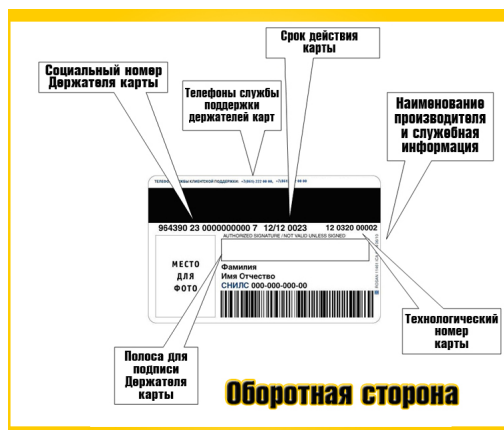 Срок действия
карты
Социальный номер
Держателя карты
Телефоны службы
поддержки
держателей карт
Наименование
производителя
и служебная
информация
964390 23 0000000000 7 12/12 0023 12 0320 00002
AUTHORIZED SIGNATURE / NOT VALID UNLESS SIGNED
МЕСТО
ДЛЯ
ФОТО
Фамилия
Имя Отчество
СНИЛС 000-000-000-00
Технологический
номер
карты
Полоса для
подписи
Держателя
карты
Оборотная сторона